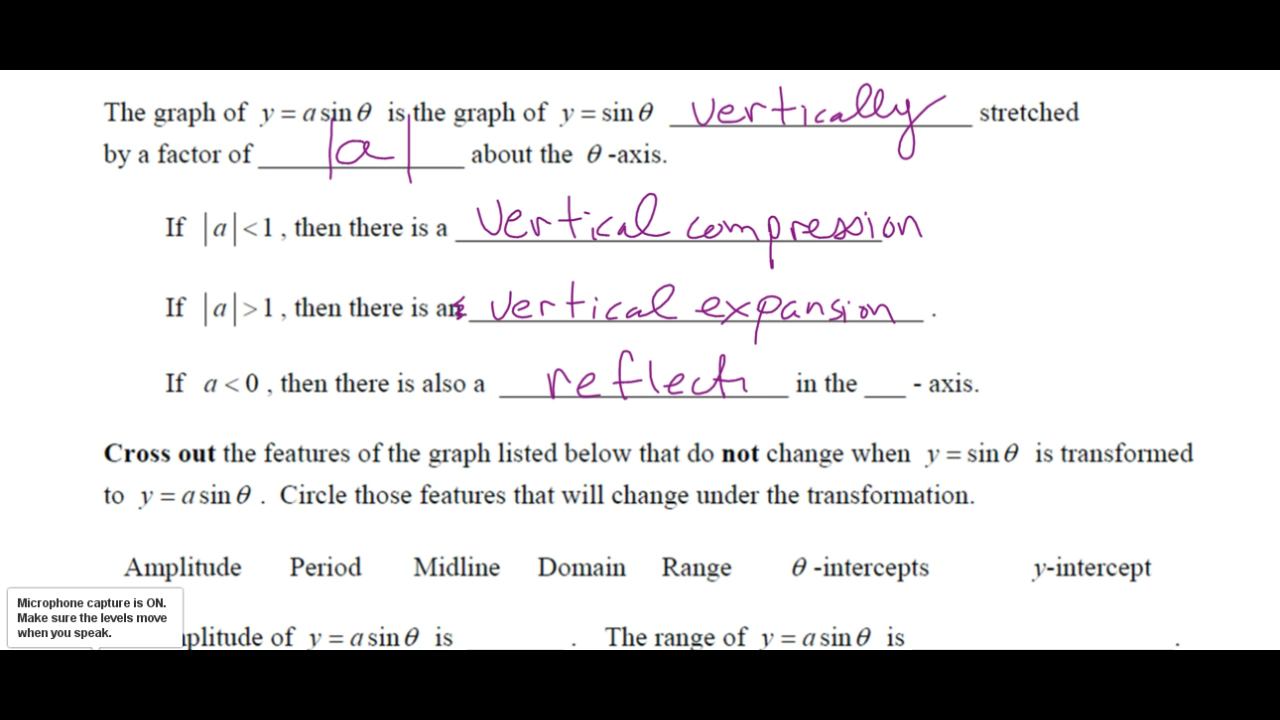 The graph of y = a sin θ is the graph of y = sin θ vertically stretched
by a factor of |a| about the θ -axis.
If |a| < 1 , then there is a vertical compression
If |a| > 1 , then there is a vertical expansion .
If a < 0 , then there is also a reflecti in the ___ - axis.
Cross out the features of the graph listed below that do not change when y = sin θ is transformed
to y = a sin θ . Circle those features that will change under the transformation.
Amplitude Period Midline Domain Range θ -intercepts y-intercept
Microphone capture is ON.
Make sure the levels move
when you speak.
plitude of y = a sin θ is . The range of y = a sin θ is .